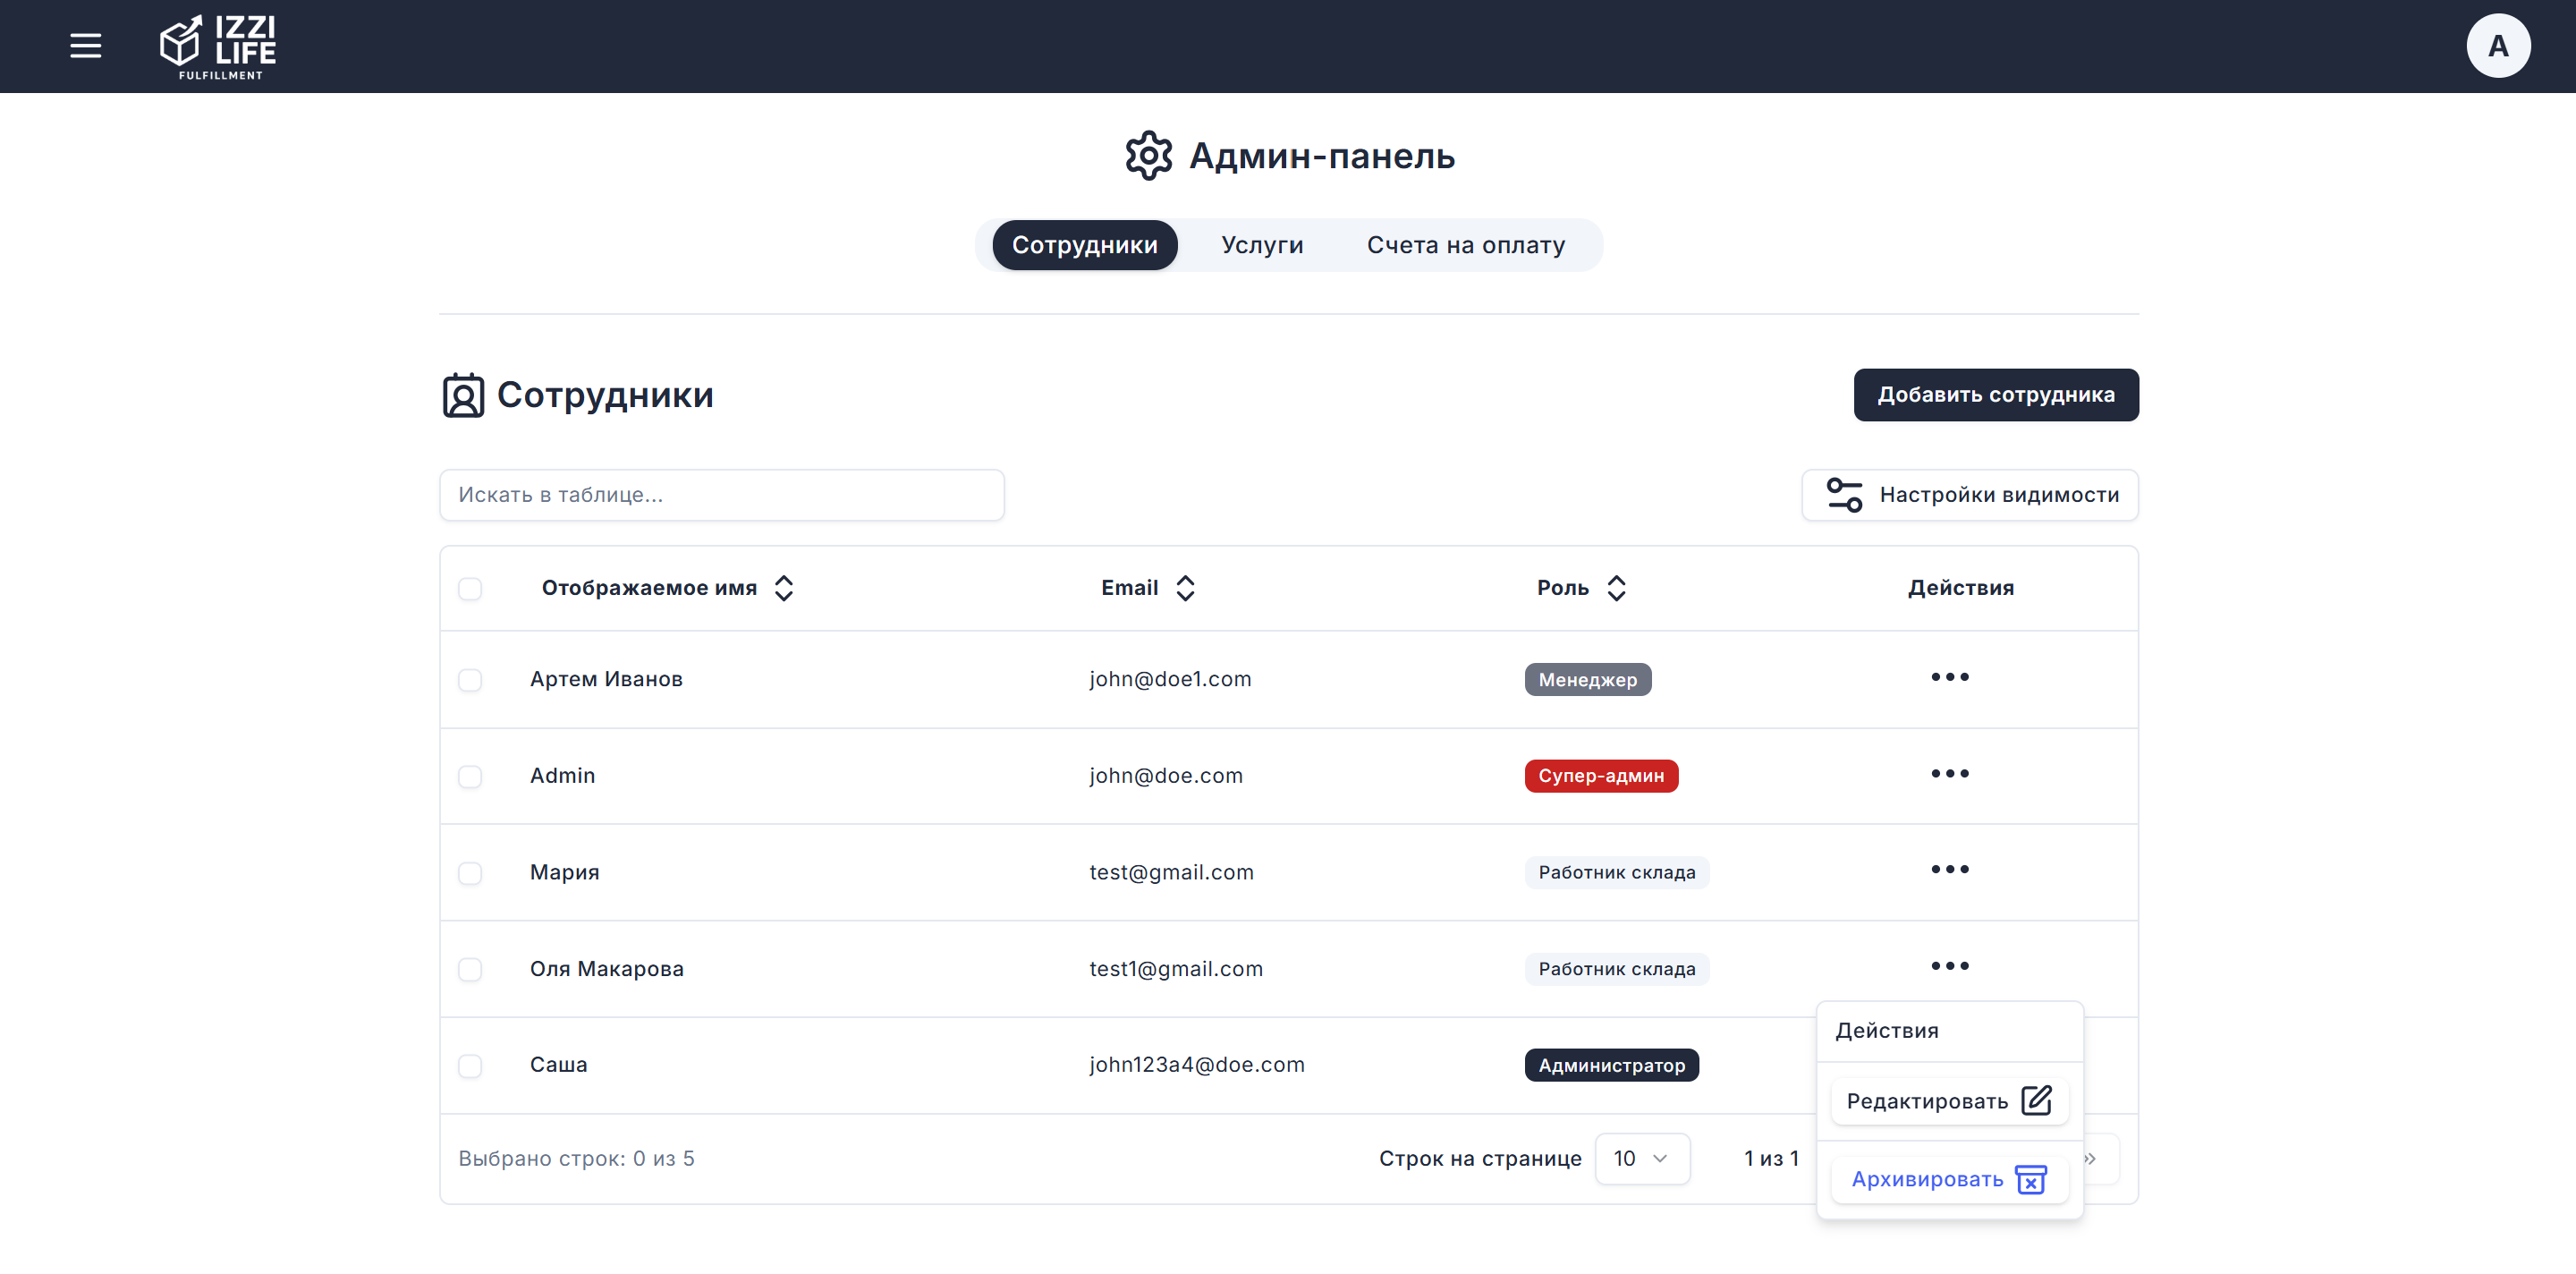 IZZI
LIFE
FULFILLMENT
A
Админ-панель
Сотрудники Услуги Счета на оплату
Сотрудники
Добавить сотрудника
Искать в таблице...
Настройки видимости
Отображаемое имя Email Роль Действия
Артем Иванов john@doe1.com Менеджер
Admin john@doe.com Супер-админ
Мария test@gmail.com Работник склада
Оля Макарова test1@gmail.com Работник склада
Саша john123a4@doe.com Администратор
Действия
Редактировать
Архивировать
Выбрано строк: 0 из 5
Строк на странице 10 1 из 1